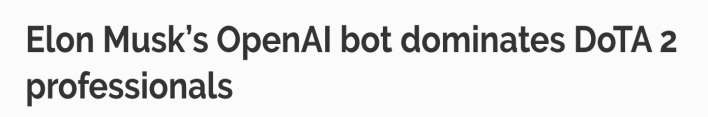 Elon Musk’s OpenAI bot dominates DoTA 2
professionals